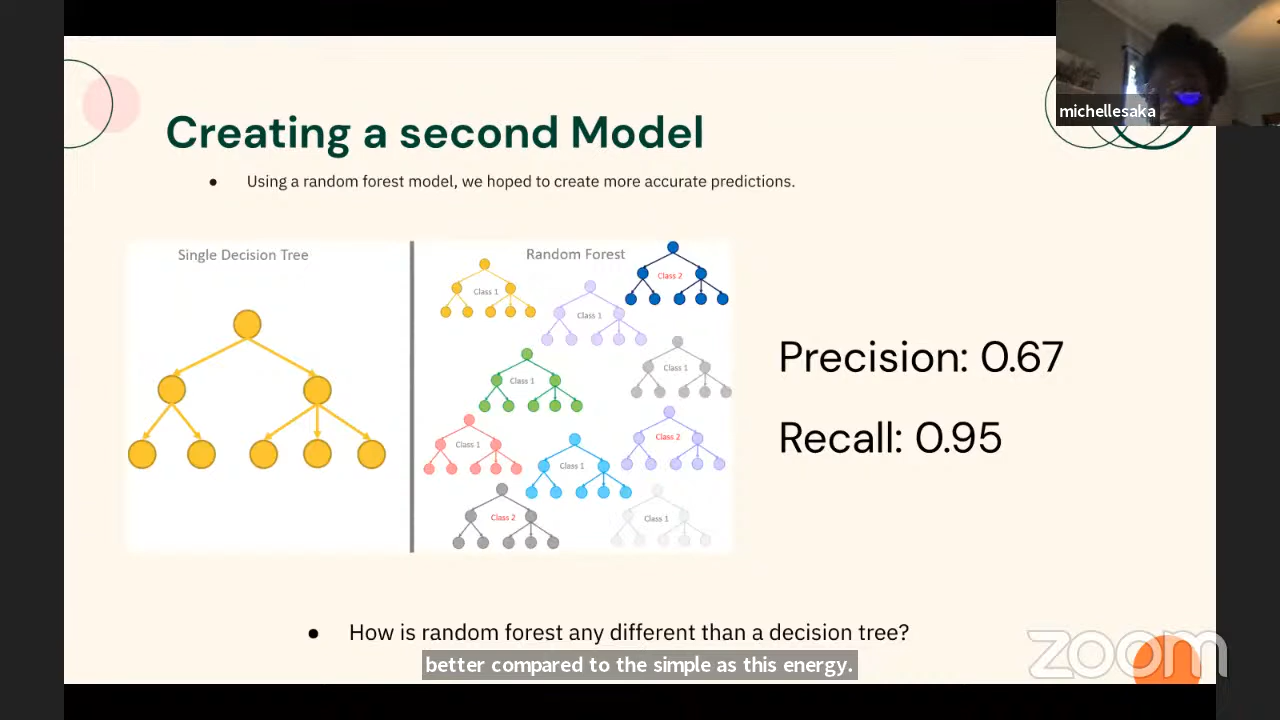 michellesaka
Creating a second Model
● Using a random forest model, we hoped to create more accurate predictions.
Single Decision Tree
Random Forest
Class 2
Class 1
Class 1
Class 1
Class 1
Class 1
Class 2
Class 1
Class 2
Class 1
Precision: 0.67
Recall: 0.95
● How is random forest any different than a decision tree?
better compared to the simple as this energy.
zoom